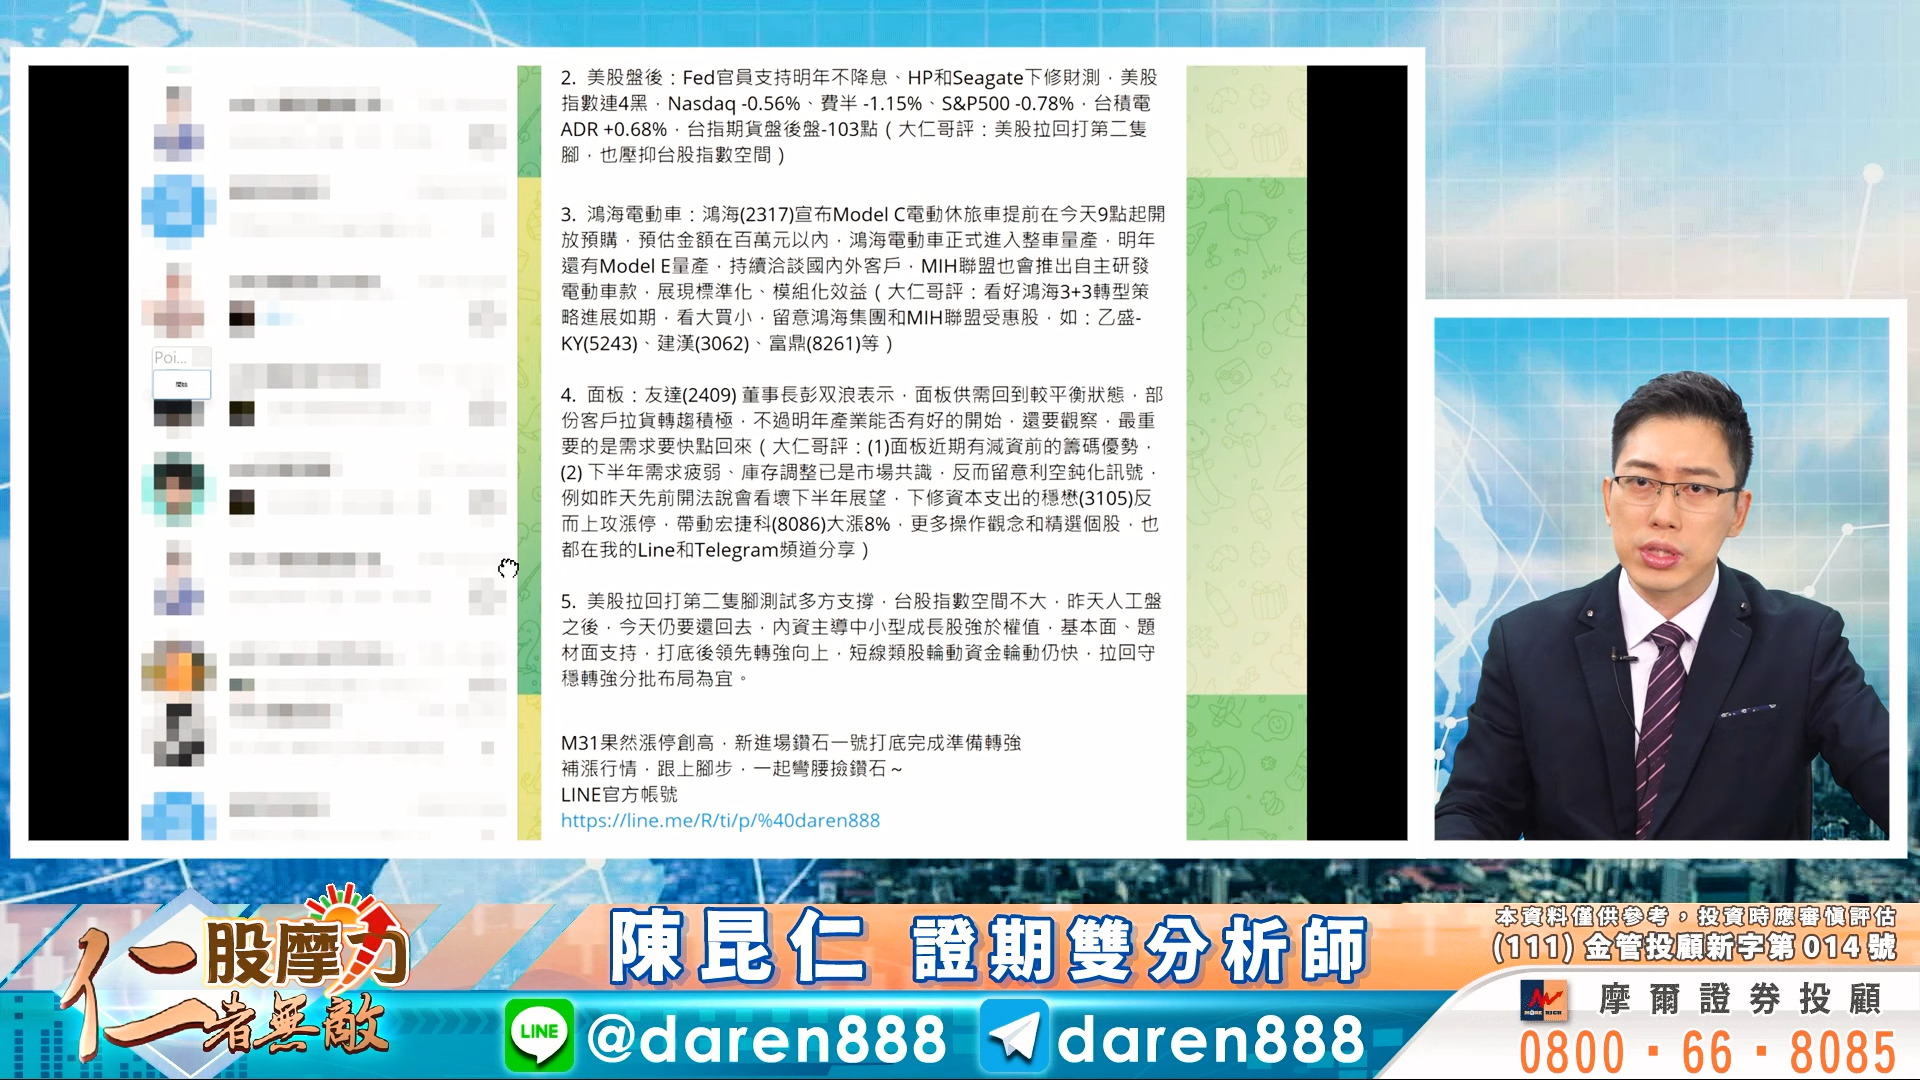 2. 美股盤後：Fed官員支持明年不降息、HP和Seagate下修財測，美股
指數連4黑，Nasdaq -0.56%、費半 -1.15%、S&P500 -0.78%，台積電
ADR +0.68%，台指期貨盤後盤-103點（大仁哥評：美股拉回打第二隻
腳，也壓抑台股指數空間）
3. 鴻海電動車：鴻海(2317)宣布Model C電動休旅車提前在今天9點起開
放預購，預估金額在百萬元以內，鴻海電動車正式進入整車量產，明年
還有Model E量產，持續洽談國內外客戶，MIH聯盟也會推出自主研發
電動車款，展現標準化、模組化效益（大仁哥評：看好鴻海3+3轉型策
略進展如期，看大買小，留意鴻海集團和MIH聯盟受惠股，如：乙盛-
KY(5243)、建漢(3062)、富鼎(8261)等）
4. 面板：友達(2409) 董事長彭双浪表示，面板供需回到較平衡狀態，部
份客戶拉貨轉趨積極，不過明年產業能否有好的開始，還要觀察，最重
要的是需求要快點回來（大仁哥評：(1)面板近期有減資前的籌碼優勢，
(2) 下半年需求疲弱、庫存調整已是市場共識，反而留意利空鈍化訊號，
例如昨天先前開法說會看壞下半年展望，下修資本支出的穩懋(3105)反
而上攻漲停，帶動宏捷科(8086)大漲8%，更多操作觀念和精選個股，也
都在我的Line和Telegram頻道分享）
5. 美股拉回打第二隻腳測試多方支撐，台股指數空間不大，昨天人工盤
之後，今天仍要還回去，內資主導中小型成長股強於權值，基本面、題
材面支持，打底後領先轉強向上，短線類股輪動資金輪動仍快，拉回守
穩轉強分批布局為宜。
M31果然漲停創高，新進場鑽石一號打底完成準備轉強
補漲行情，跟上腳步，一起彎腰撿鑽石~
LINE官方帳號
https://line.me/R/ti/p/%40daren888
Poi...
開始
股摩力
仁者無敵
陳昆仁 證期雙分析師
LINE @daren888 daren888
本資料僅供參考，投資時應審慎評估
(111) 金管投顧新字第014號
MORE RICH
摩爾證券投顧
0800・66・8085